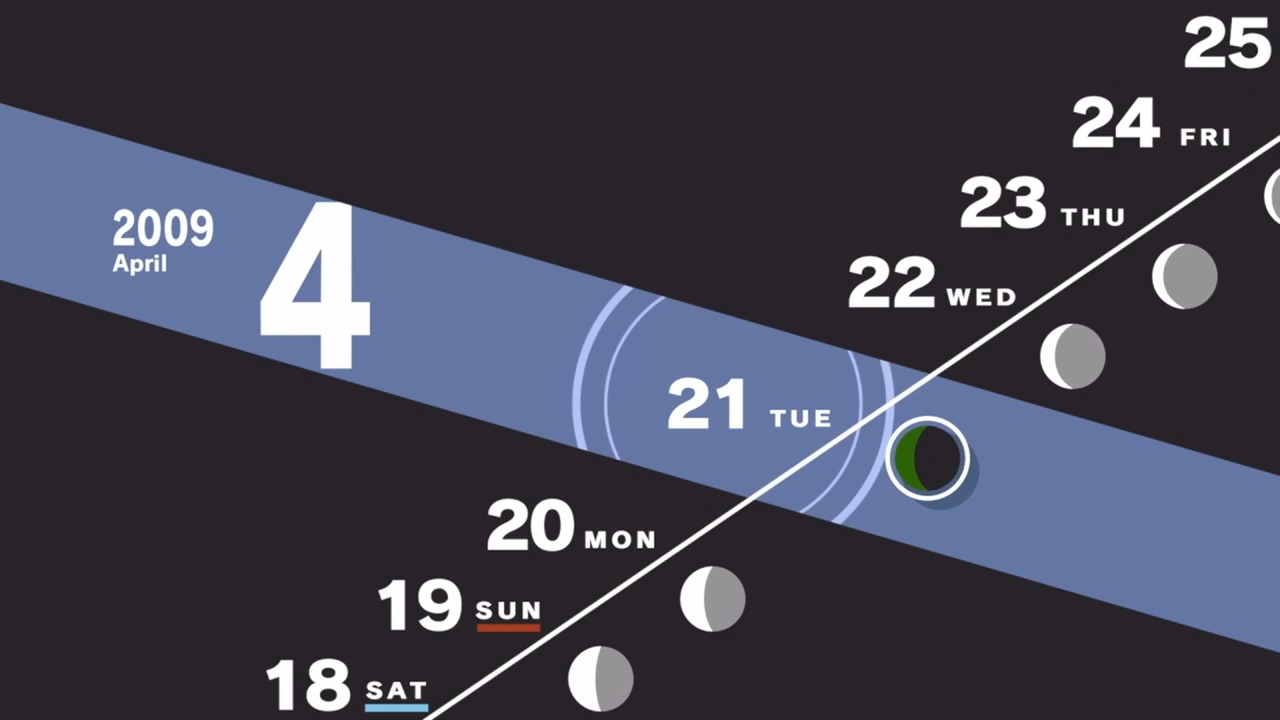 25
24 FRI
23 THU
22 WED
2009
April
4
21 TUE
20 MON
19 SUN
18 SAT